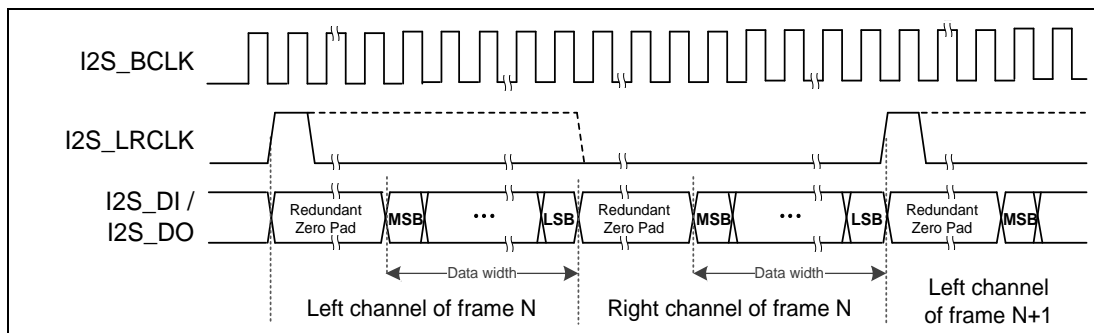 I2S_BCLK
I2S_LRCLK
I2S_DI /
I2S_DO
Redundant
Zero Pad
MSB
•••
LSB
Redundant
Zero Pad
MSB
•••
LSB
Redundant
Zero Pad
MSB
Data width
Data width
Left channel of frame N
Right channel of frame N
Left channel
of frame N+1